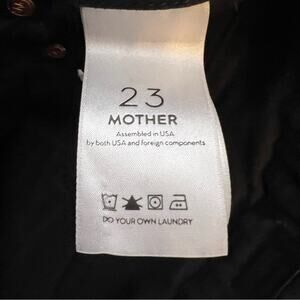 23
MOTHER
Assembled in USA
by both USA and foreign components
DO YOUR OWN LAUNDRY